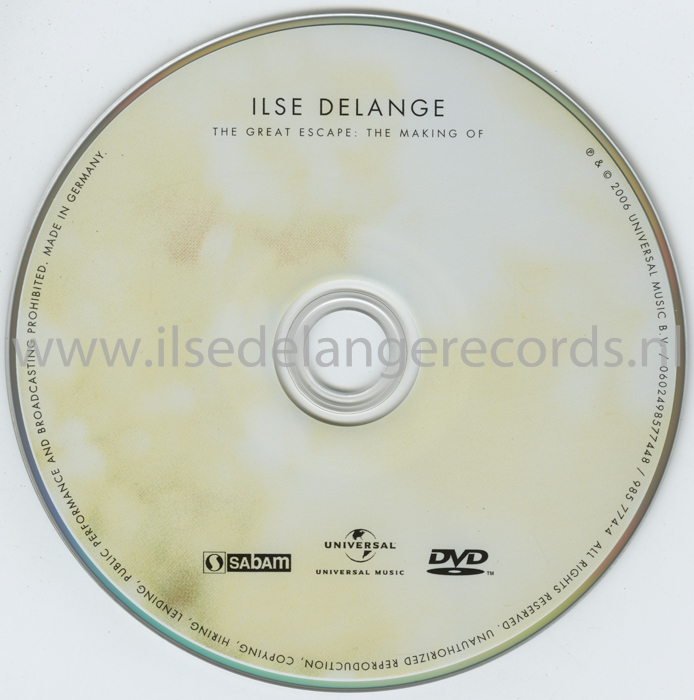 ILSE DELANGE
THE GREAT ESCAPE: THE MAKING OF
℗ & © 2006 UNIVERSAL MUSIC B.V. / 0602498577448 / 985 774-4 ALL RIGHTS RESERVED. UNAUTHORIZED REPRODUCTION, COPYING, HIRING, LENDING, PUBLIC PERFORMANCE AND BROADCASTING PROHIBITED. MADE IN GERMANY.
www.ilsedelangerecords.nl
S sabam
UNIVERSAL
UNIVERSAL MUSIC
DVD
TM